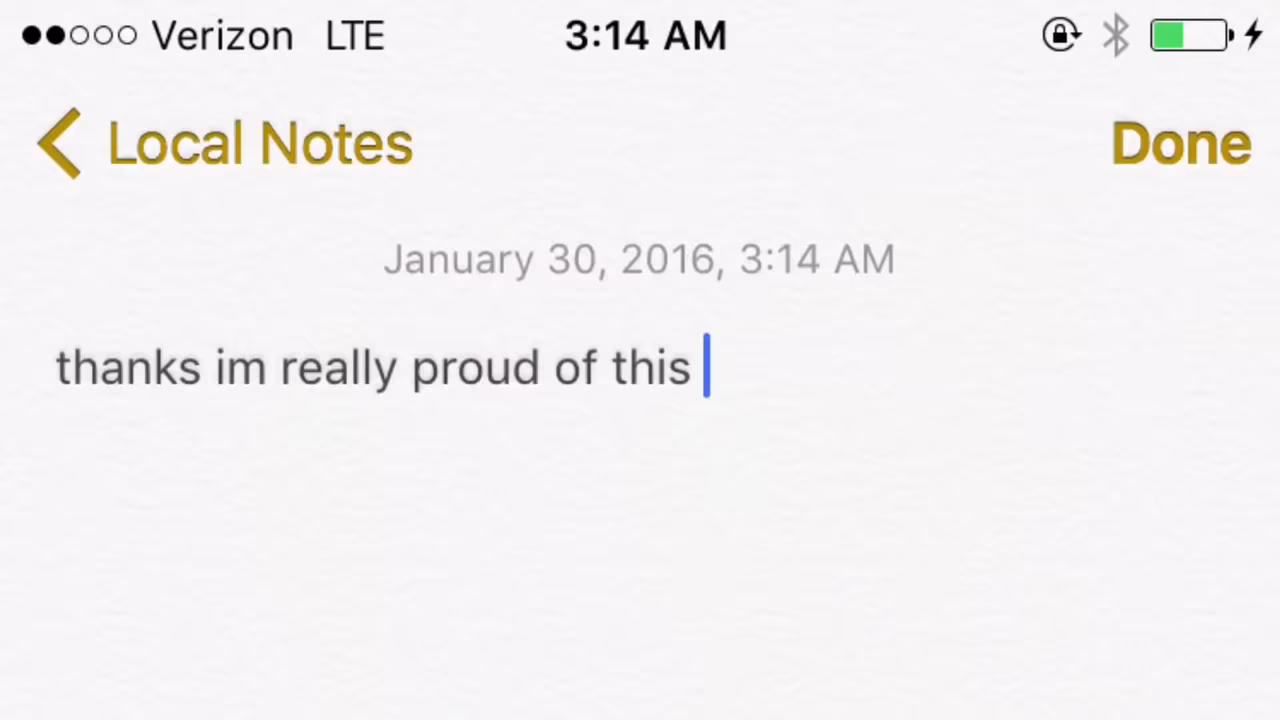 Verizon LTE 3:14 AM
Local Notes Done
January 30, 2016, 3:14 AM
thanks im really proud of this